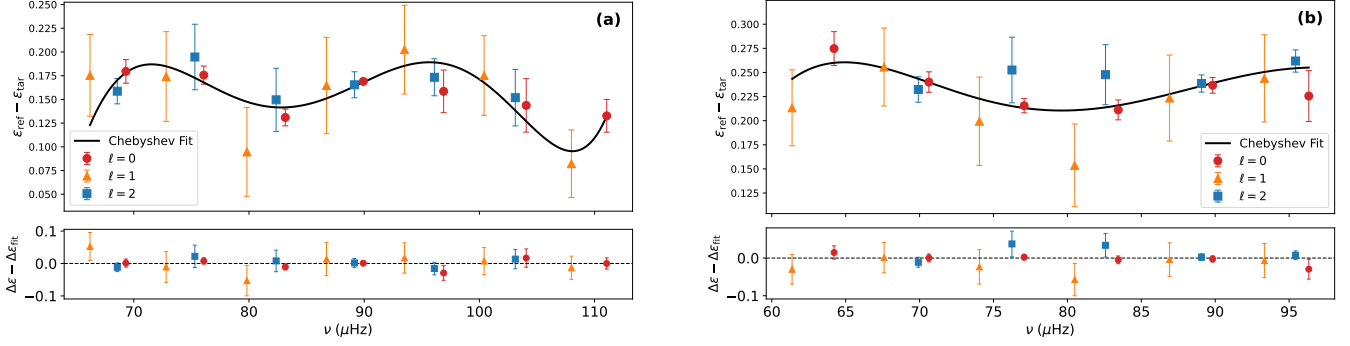 (a)
0.250
0.225
0.200
0.175
0.150
0.125
0.100
0.075
0.050
ε_ref − ε_tar
Chebyshev Fit
ℓ = 0
ℓ = 1
ℓ = 2
0.1
0.0
−0.1
Δε − Δε_fit
70
80
90
100
110
ν (μHz)
(b)
0.300
0.275
0.250
0.225
0.200
0.175
0.150
0.125
ε_ref − ε_tar
Chebyshev Fit
ℓ = 0
ℓ = 1
ℓ = 2
0.0
−0.1
Δε − Δε_fit
60
65
70
75
80
85
90
95
ν (μHz)